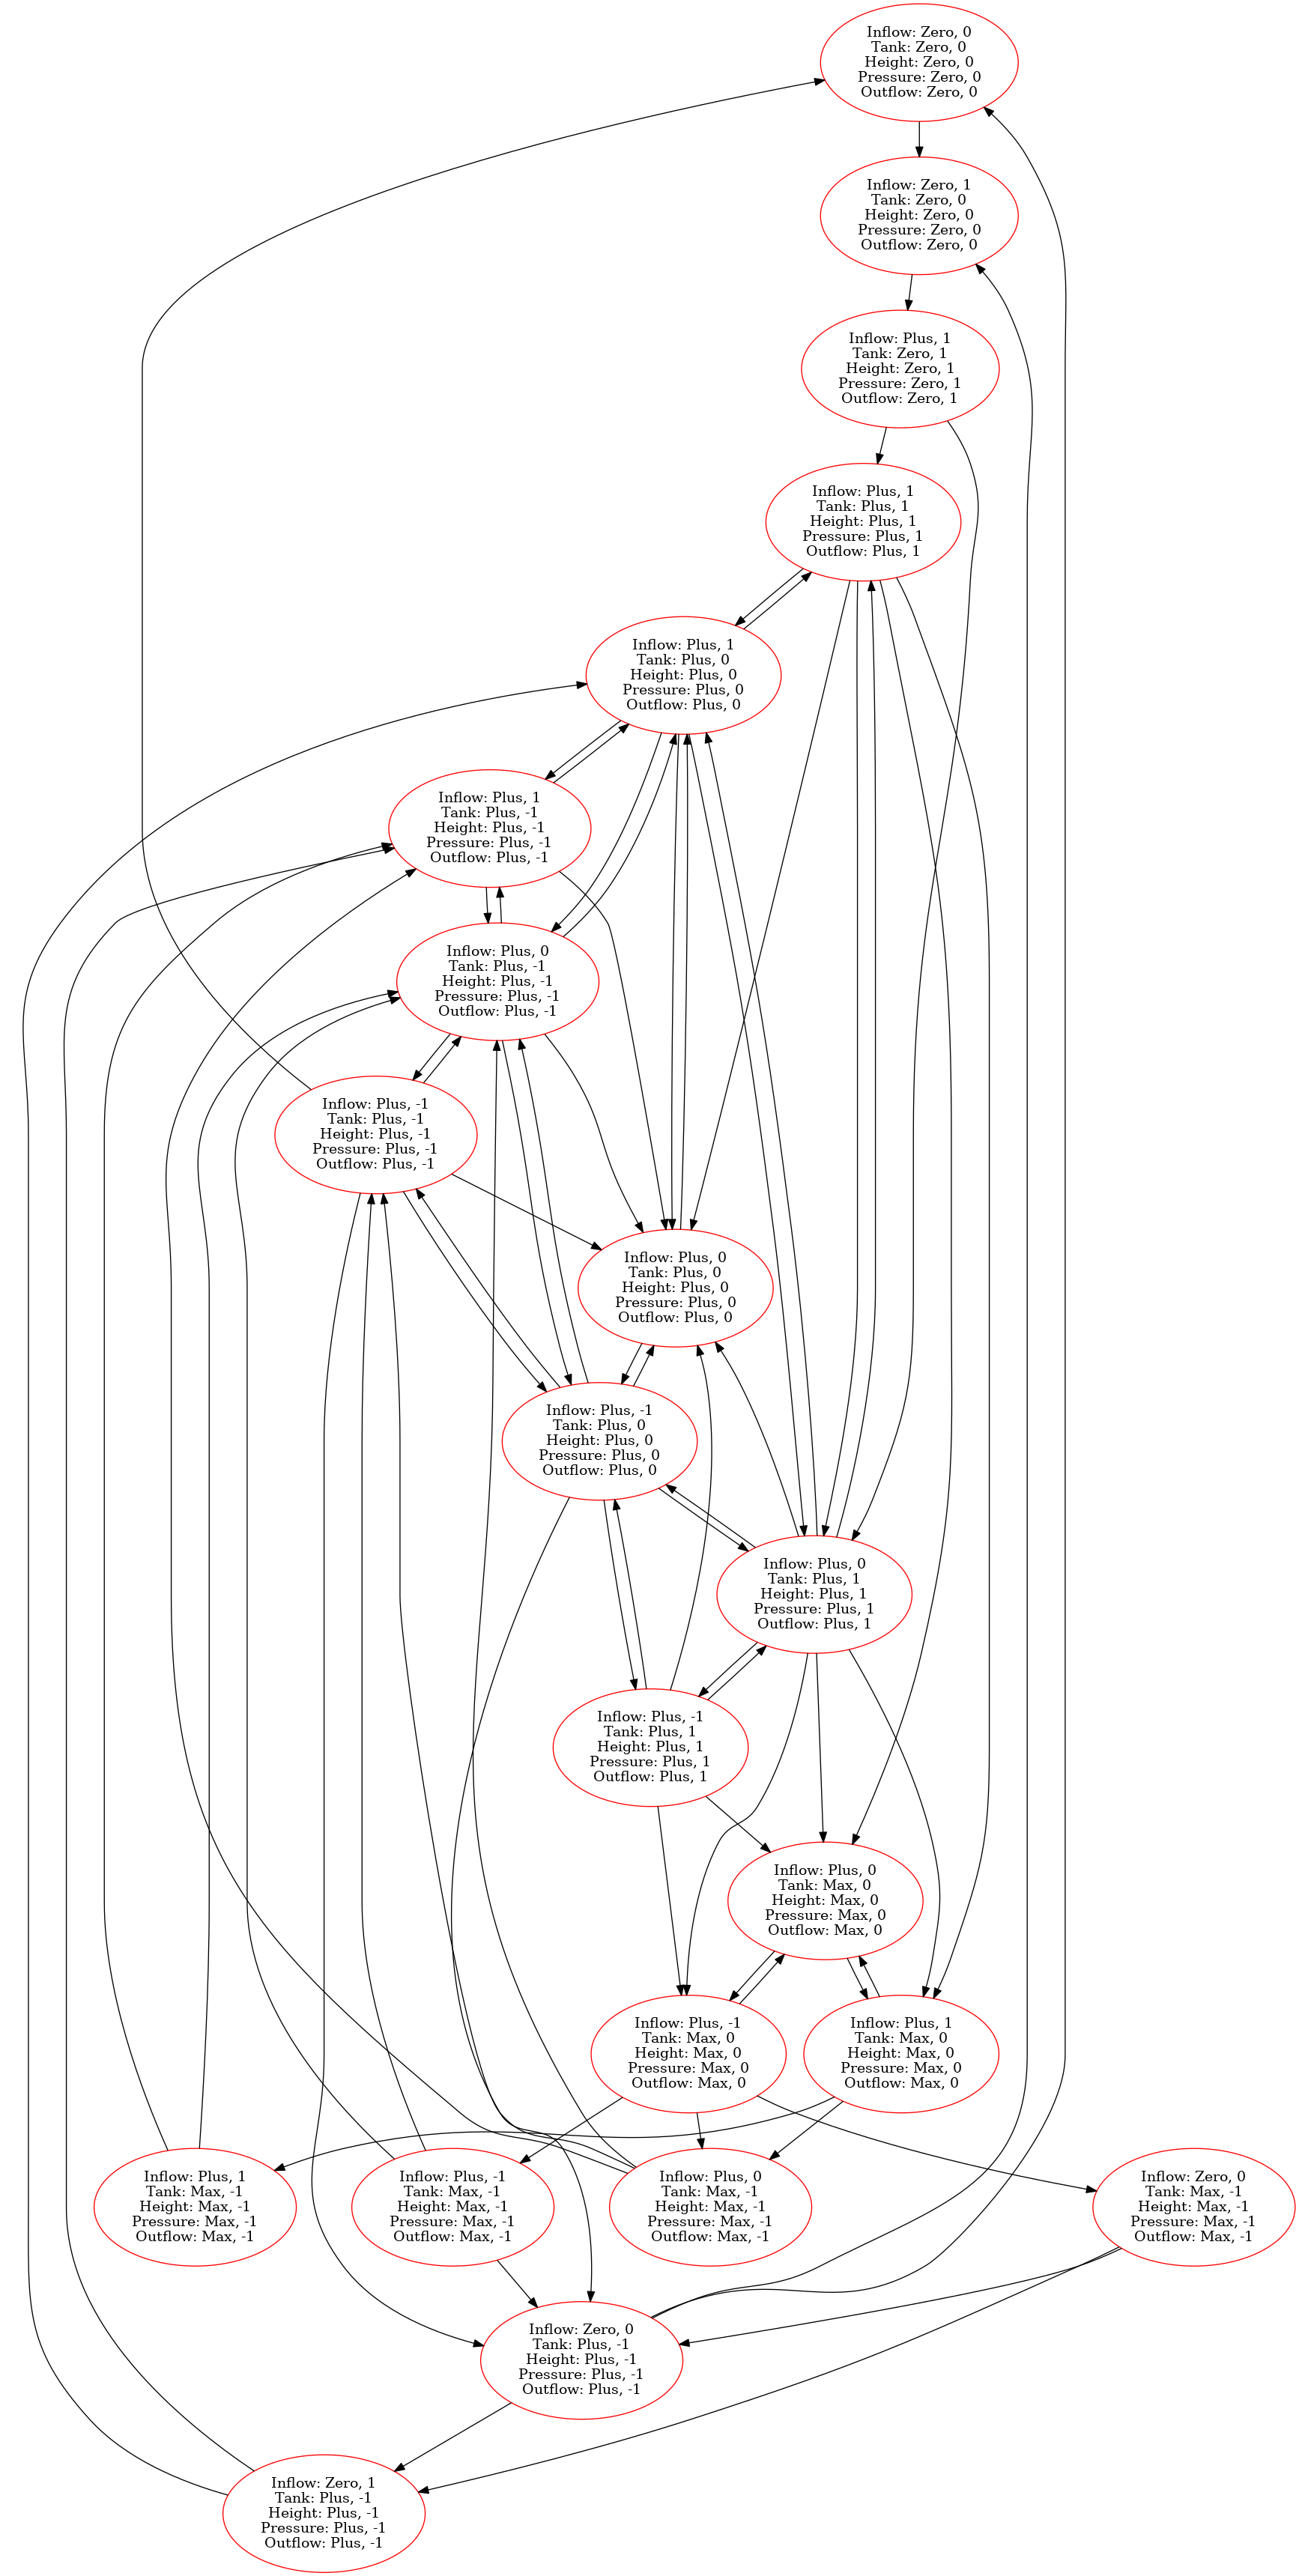 Inflow: Zero, 0
Tank: Zero, 0
Height: Zero, 0
Pressure: Zero, 0
Outflow: Zero, 0
Inflow: Zero, 1
Tank: Zero, 0
Height: Zero, 0
Pressure: Zero, 0
Outflow: Zero, 0
Inflow: Plus, 1
Tank: Zero, 1
Height: Zero, 1
Pressure: Zero, 1
Outflow: Zero, 1
Inflow: Plus, 1
Tank: Plus, 1
Height: Plus, 1
Pressure: Plus, 1
Outflow: Plus, 1
Inflow: Plus, 1
Tank: Plus, 0
Height: Plus, 0
Pressure: Plus, 0
Outflow: Plus, 0
Inflow: Plus, 1
Tank: Plus, -1
Height: Plus, -1
Pressure: Plus, -1
Outflow: Plus, -1
Inflow: Plus, 0
Tank: Plus, -1
Height: Plus, -1
Pressure: Plus, -1
Outflow: Plus, -1
Inflow: Plus, -1
Tank: Plus, -1
Height: Plus, -1
Pressure: Plus, -1
Outflow: Plus, -1
Inflow: Plus, 0
Tank: Plus, 0
Height: Plus, 0
Pressure: Plus, 0
Outflow: Plus, 0
Inflow: Plus, -1
Tank: Plus, 0
Height: Plus, 0
Pressure: Plus, 0
Outflow: Plus, 0
Inflow: Plus, 0
Tank: Plus, 1
Height: Plus, 1
Pressure: Plus, 1
Outflow: Plus, 1
Inflow: Plus, -1
Tank: Plus, 1
Height: Plus, 1
Pressure: Plus, 1
Outflow: Plus, 1
Inflow: Plus, 0
Tank: Max, 0
Height: Max, 0
Pressure: Max, 0
Outflow: Max, 0
Inflow: Plus, -1
Tank: Max, 0
Height: Max, 0
Pressure: Max, 0
Outflow: Max, 0
Inflow: Plus, 1
Tank: Max, 0
Height: Max, 0
Pressure: Max, 0
Outflow: Max, 0
Inflow: Plus, 1
Tank: Max, -1
Height: Max, -1
Pressure: Max, -1
Outflow: Max, -1
Inflow: Plus, -1
Tank: Max, -1
Height: Max, -1
Pressure: Max, -1
Outflow: Max, -1
Inflow: Plus, 0
Tank: Max, -1
Height: Max, -1
Pressure: Max, -1
Outflow: Max, -1
Inflow: Zero, 0
Tank: Max, -1
Height: Max, -1
Pressure: Max, -1
Outflow: Max, -1
Inflow: Zero, 0
Tank: Plus, -1
Height: Plus, -1
Pressure: Plus, -1
Outflow: Plus, -1
Inflow: Zero, 1
Tank: Plus, -1
Height: Plus, -1
Pressure: Plus, -1
Outflow: Plus, -1